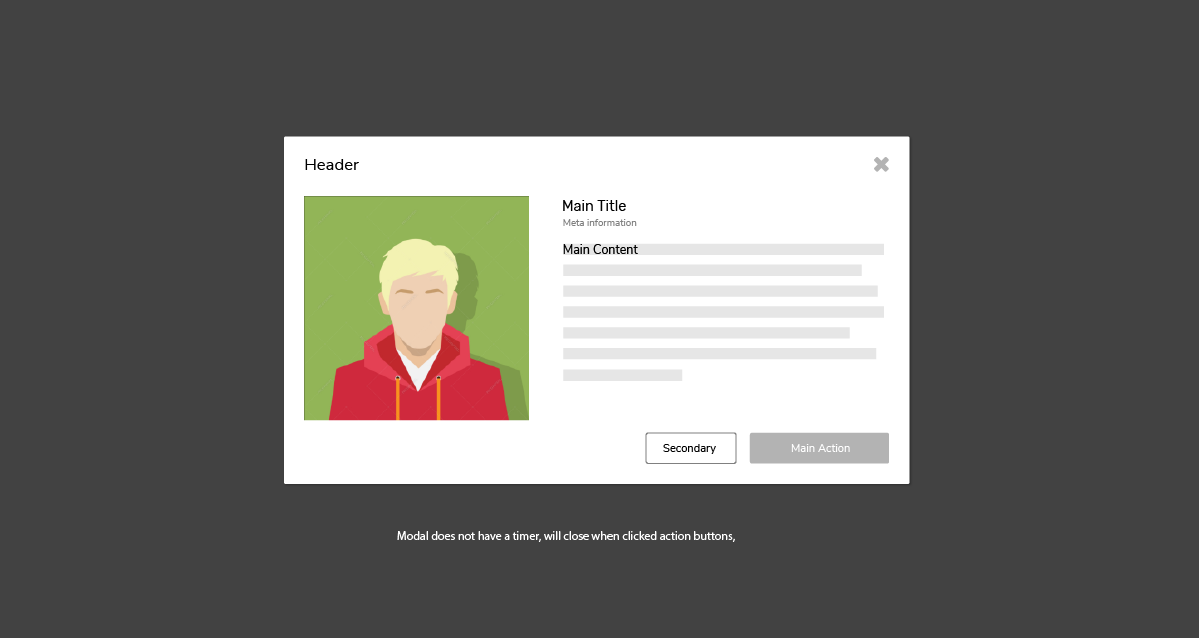 Header
Main Title
Meta information
Main Content
Secondary
Main Action
Modal does not have a timer, will close when clicked action buttons,